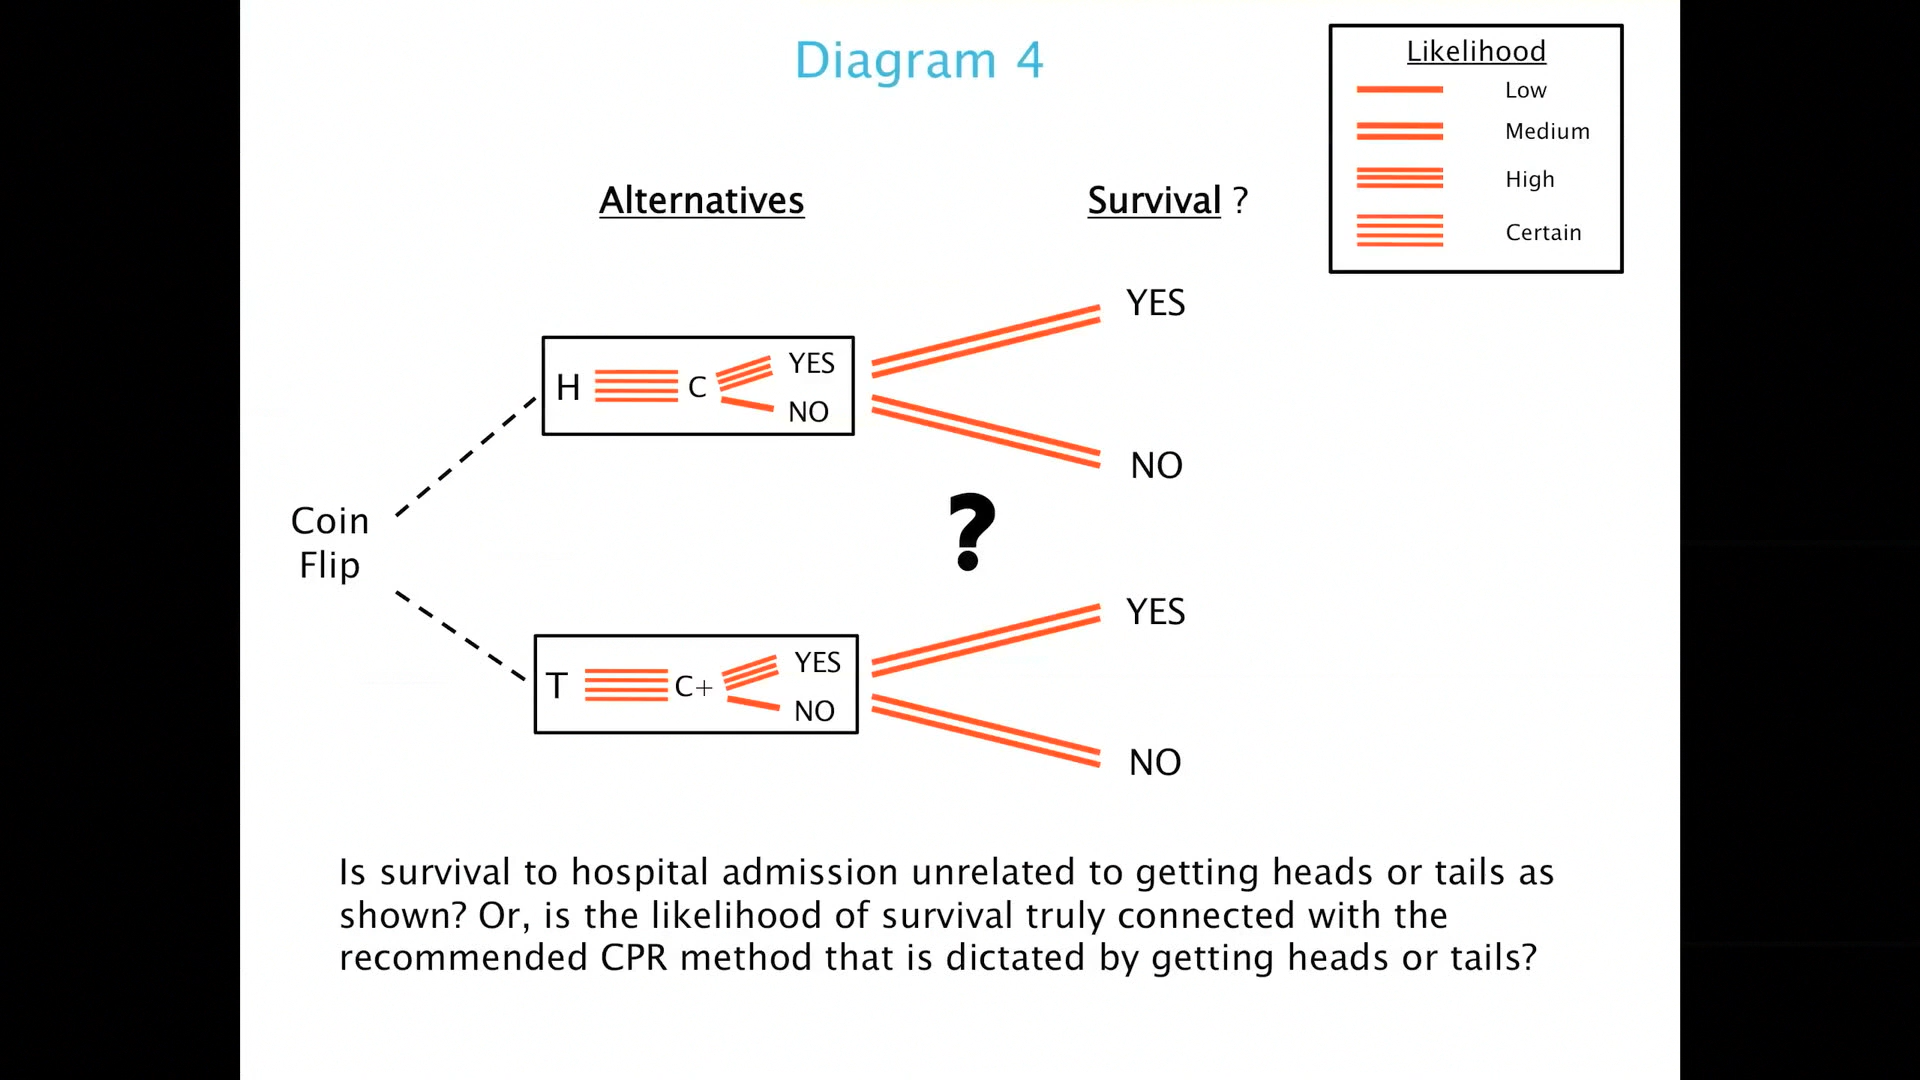 Diagram 4
Likelihood
Low
Medium
High
Certain
Alternatives
Survival ?
YES
H C YES
NO
NO
Coin
Flip
?
YES
T C+ YES
NO
NO
Is survival to hospital admission unrelated to getting heads or tails as
shown? Or, is the likelihood of survival truly connected with the
recommended CPR method that is dictated by getting heads or tails?